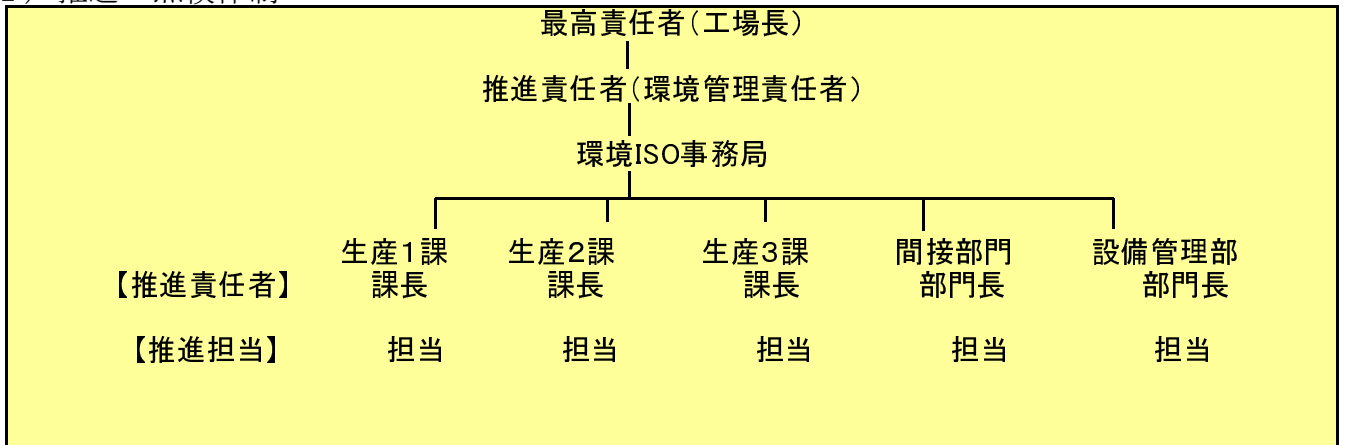 最高責任者(工場長)
推進責任者(環境管理責任者)
環境ISO事務局
生産1課 生産2課 生産3課 間接部門 設備管理部
【推進責任者】 課長 課長 課長 部門長 部門長
【推進担当】 担当 担当 担当 担当 担当